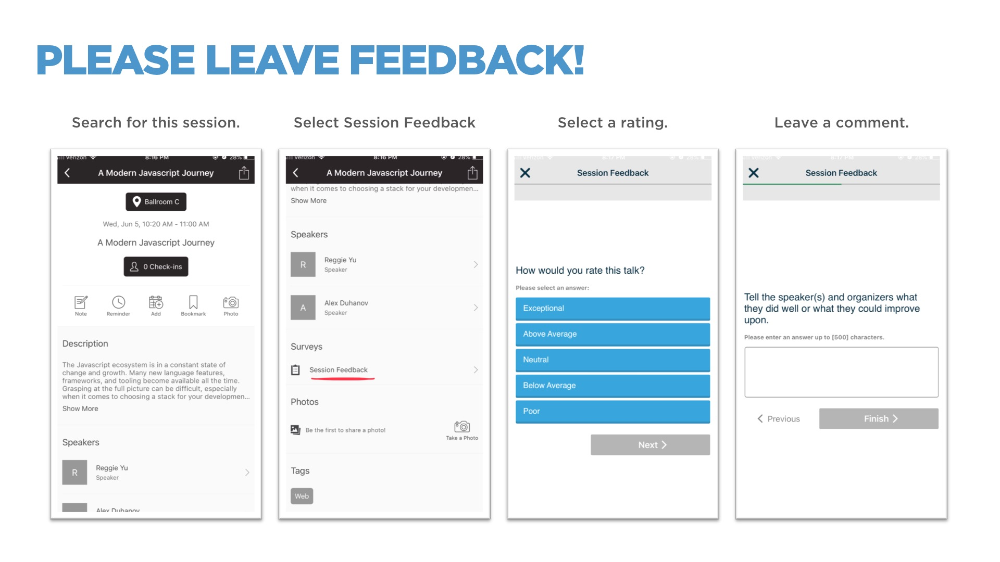 PLEASE LEAVE FEEDBACK!
Search for this session.
Verizon 8:16 PM 28%
A Modern Javascript Journey
Ballroom C
Wed, Jun 5, 10:20 AM - 11:00 AM
A Modern Javascript Journey
0 Check-ins
Note Reminder Add Bookmark Photo
Description
The Javascript ecosystem is in a constant state of
change and growth. Many new language features,
frameworks, and tooling become available all the time.
Grasping at the full picture can be difficult, especially
when it comes to choosing a stack for your developmen...
Show More
Speakers
R
Reggie Yu
Speaker
Alex Duhanov
Select Session Feedback
Verizon 8:16 PM 28%
A Modern Javascript Journey
when it comes to choosing a stack for your developmen...
Show More
Speakers
R
Reggie Yu
Speaker
A
Alex Duhanov
Speaker
Surveys
Session Feedback
Photos
Be the first to share a photo!
Take a Photo
Tags
Web
Select a rating.
Verizon 8:17 PM 28%
Session Feedback
How would you rate this talk?
Please select an answer:
Exceptional
Above Average
Neutral
Below Average
Poor
Next
Leave a comment.
Verizon 8:17 PM 28%
Session Feedback
Tell the speaker(s) and organizers what
they did well or what they could improve
upon.
Please enter an answer up to [500] characters.
Previous
Finish